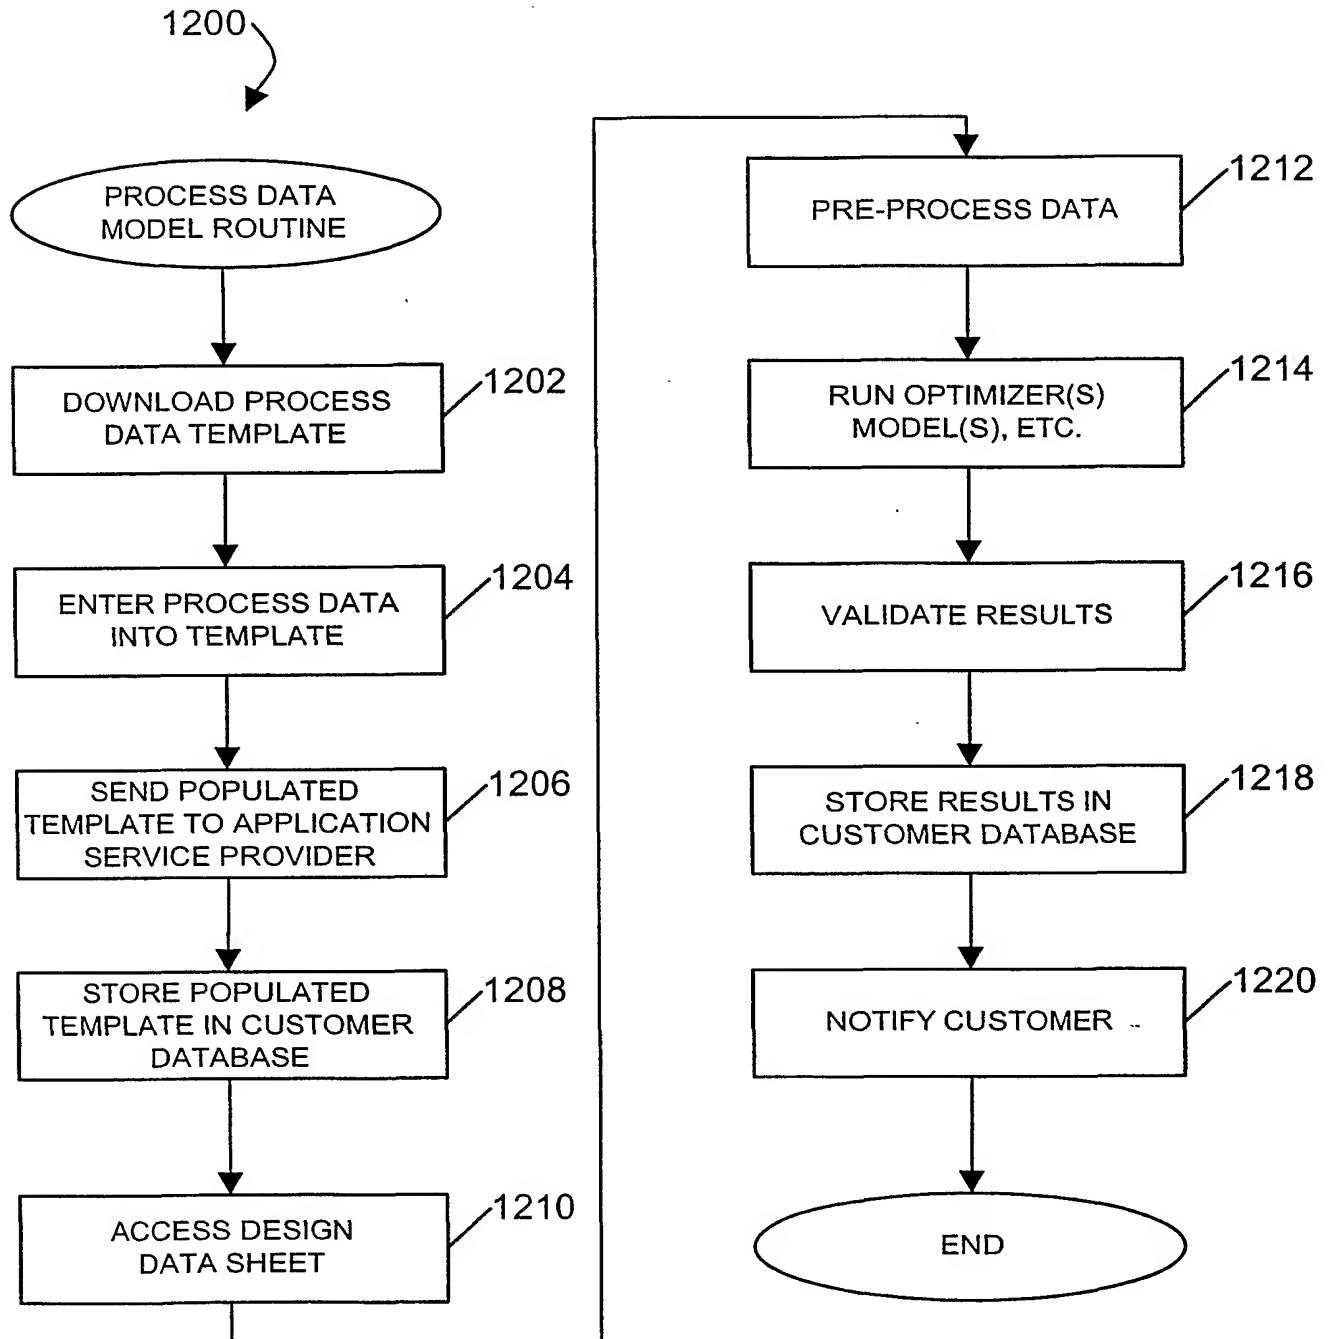 1200
PROCESS DATA
MODEL ROUTINE
1202
DOWNLOAD PROCESS
DATA TEMPLATE
1204
ENTER PROCESS DATA
INTO TEMPLATE
1206
SEND POPULATED
TEMPLATE TO APPLICATION
SERVICE PROVIDER
1208
STORE POPULATED
TEMPLATE IN CUSTOMER
DATABASE
1210
ACCESS DESIGN
DATA SHEET
1212
PRE-PROCESS DATA
1214
RUN OPTIMIZER(S)
MODEL(S), ETC.
1216
VALIDATE RESULTS
1218
STORE RESULTS IN
CUSTOMER DATABASE
1220
NOTIFY CUSTOMER
END